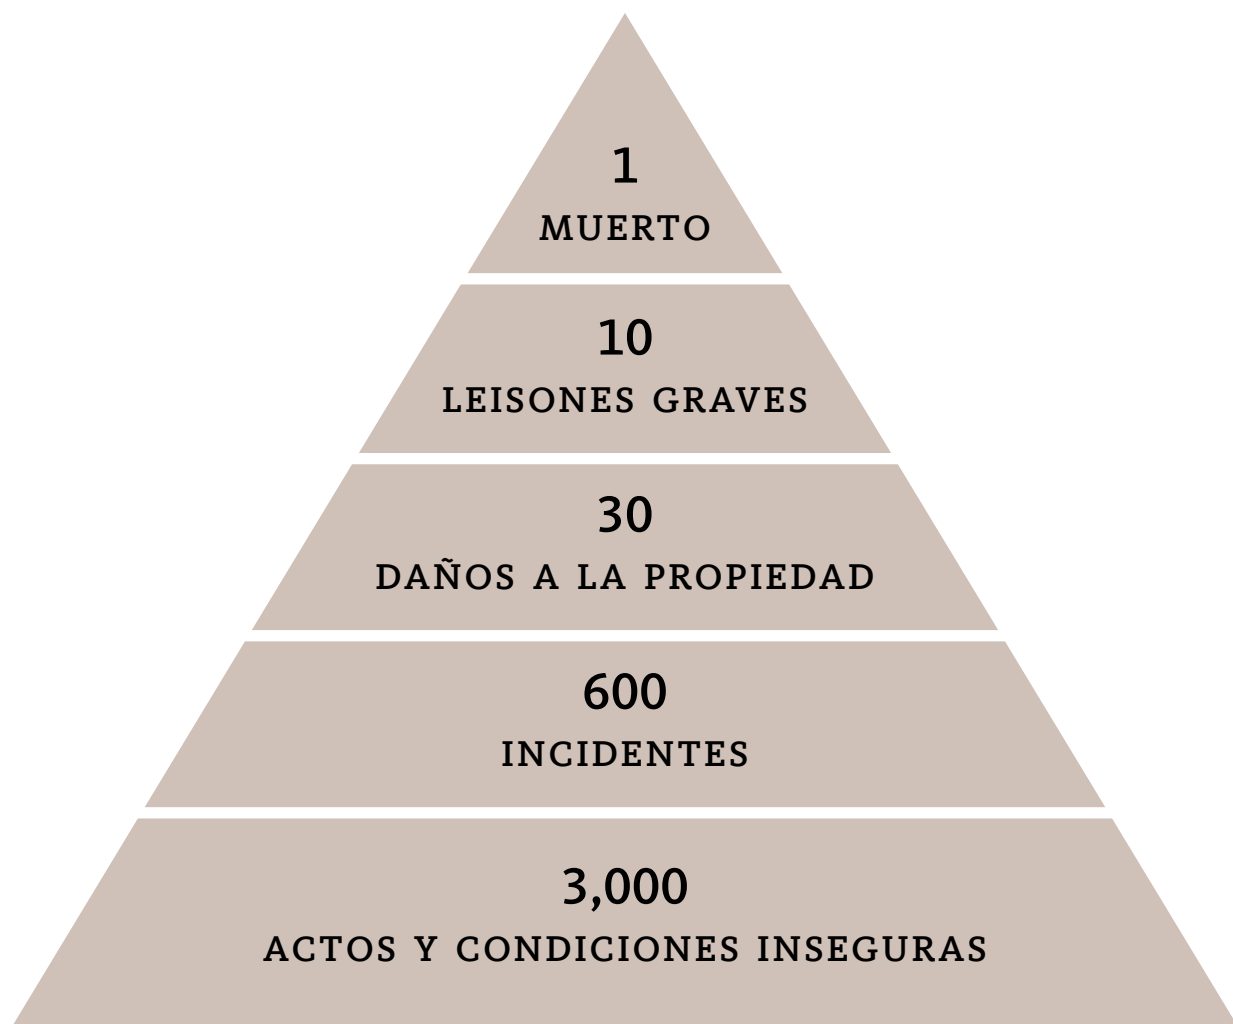 1
MUERTO
10
LEISONES GRAVES
30
DAÑOS A LA PROPIEDAD
600
INCIDENTES
3,000
ACTOS Y CONDICIONES INSEGURAS